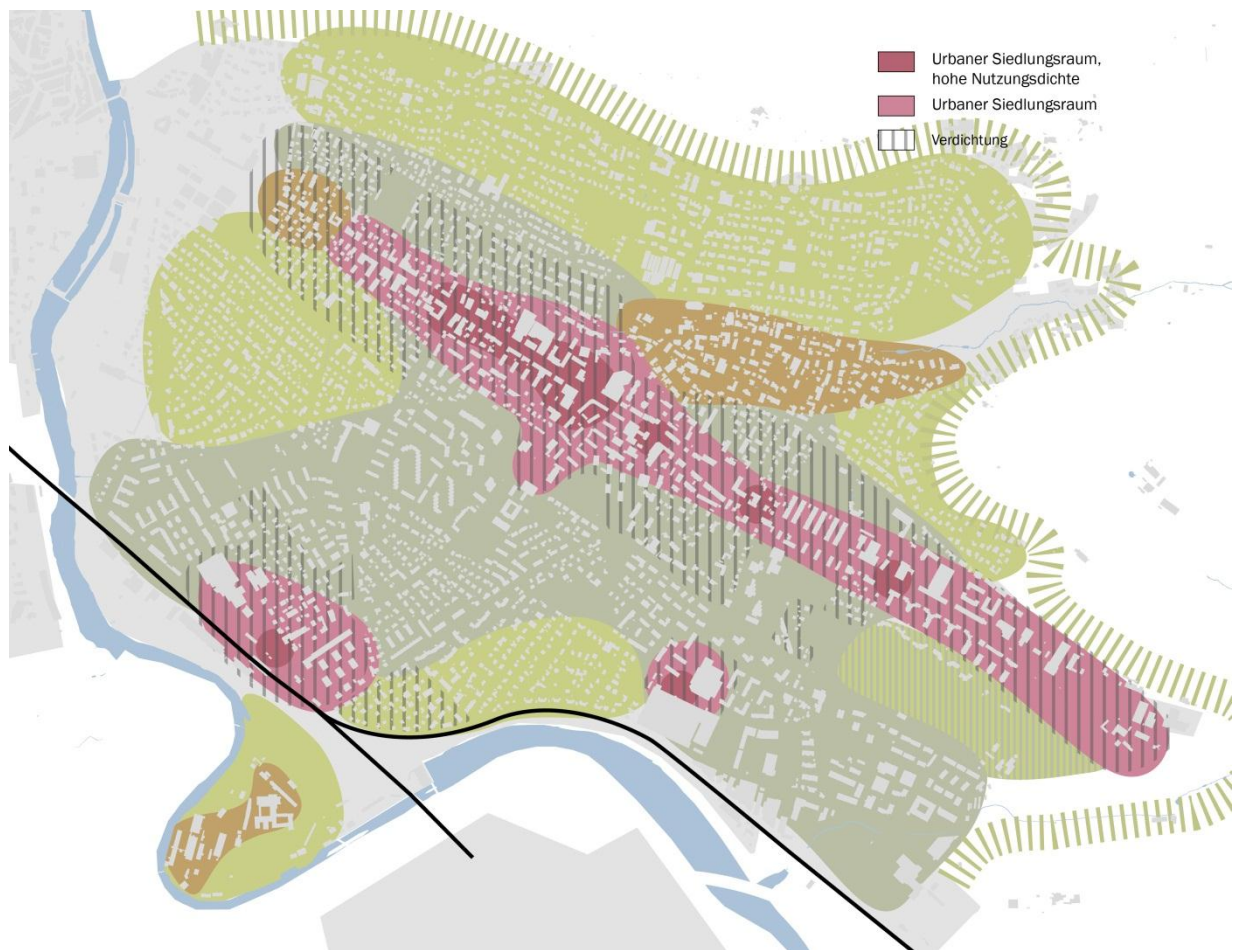 Urbaner Siedlungsraum,
hohe Nutzungsdichte
Urbaner Siedlungsraum
Verdichtung